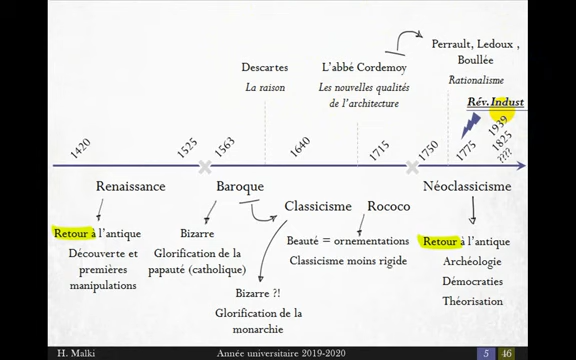 Perrault, Ledoux ,
Boullée
Rationalisme
Descartes
La raison
L'abbé Cordemoy
Les nouvelles qualités
de l'architecture
Rév.Indust
1420
1525
1563
1640
1715
1750
1775
1939
1825
????
Renaissance
Baroque
Classicisme
Rococo
Néoclassicisme
Retour à l'antique
Découverte et
premières
manipulations
Bizarre
Glorification de la
papauté (catholique)
Bizarre ?!
Glorification de la
monarchie
Beauté = ornementations
Classicisme moins rigide
Retour à l'antique
Archéologie
Démocraties
Théorisation
H. Malki
Année universitaire 2019-2020
5 46